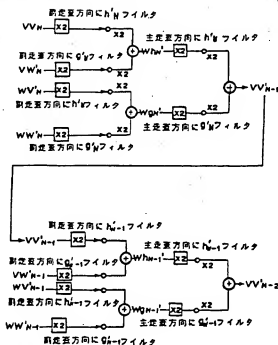 副走査方向にh'Nフィルタ
VVN X2
X2
主走査方向にh'Nフィルタ
Wh'N X2
X2
VW'N X2
X2
副走査方向にg'Nフィルタ
副走査方向にh'Nフィルタ
VV'N-1
WV'N X2
X2
Wg'N X2
X2
主走査方向にg'Nフィルタ
WW'N X2
X2
副走査方向にg'Nフィルタ
副走査方向にh'N-1フィルタ
VV'N-1 X2
X2
主走査方向にh'N-1フィルタ
副走査方向にg'N-1フィルタ
WhN-1' X2
X2
VW'N-1 X2
WV'N-1 X2
VV'N-2
副走査方向にh'N-1フィルタ
WgN-1' X2
X2
主走査方向にg'N-1フィルタ
WW'N-1 X2
X2
副走査方向にg'N-1フィルタ